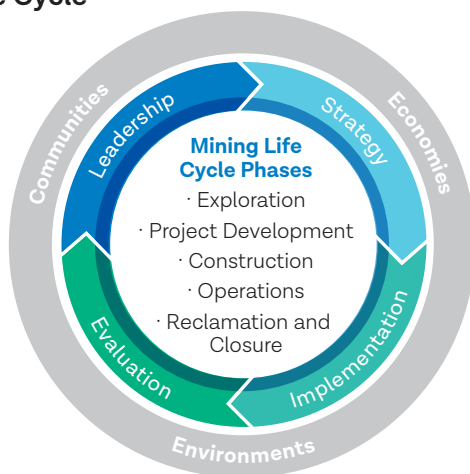 Cycle
Communities
Economies
Leadership
Strategy
Mining Life
Cycle Phases
· Exploration
· Project Development
· Construction
· Operations
· Reclamation and
Closure
Evaluation
Implementation
Environments